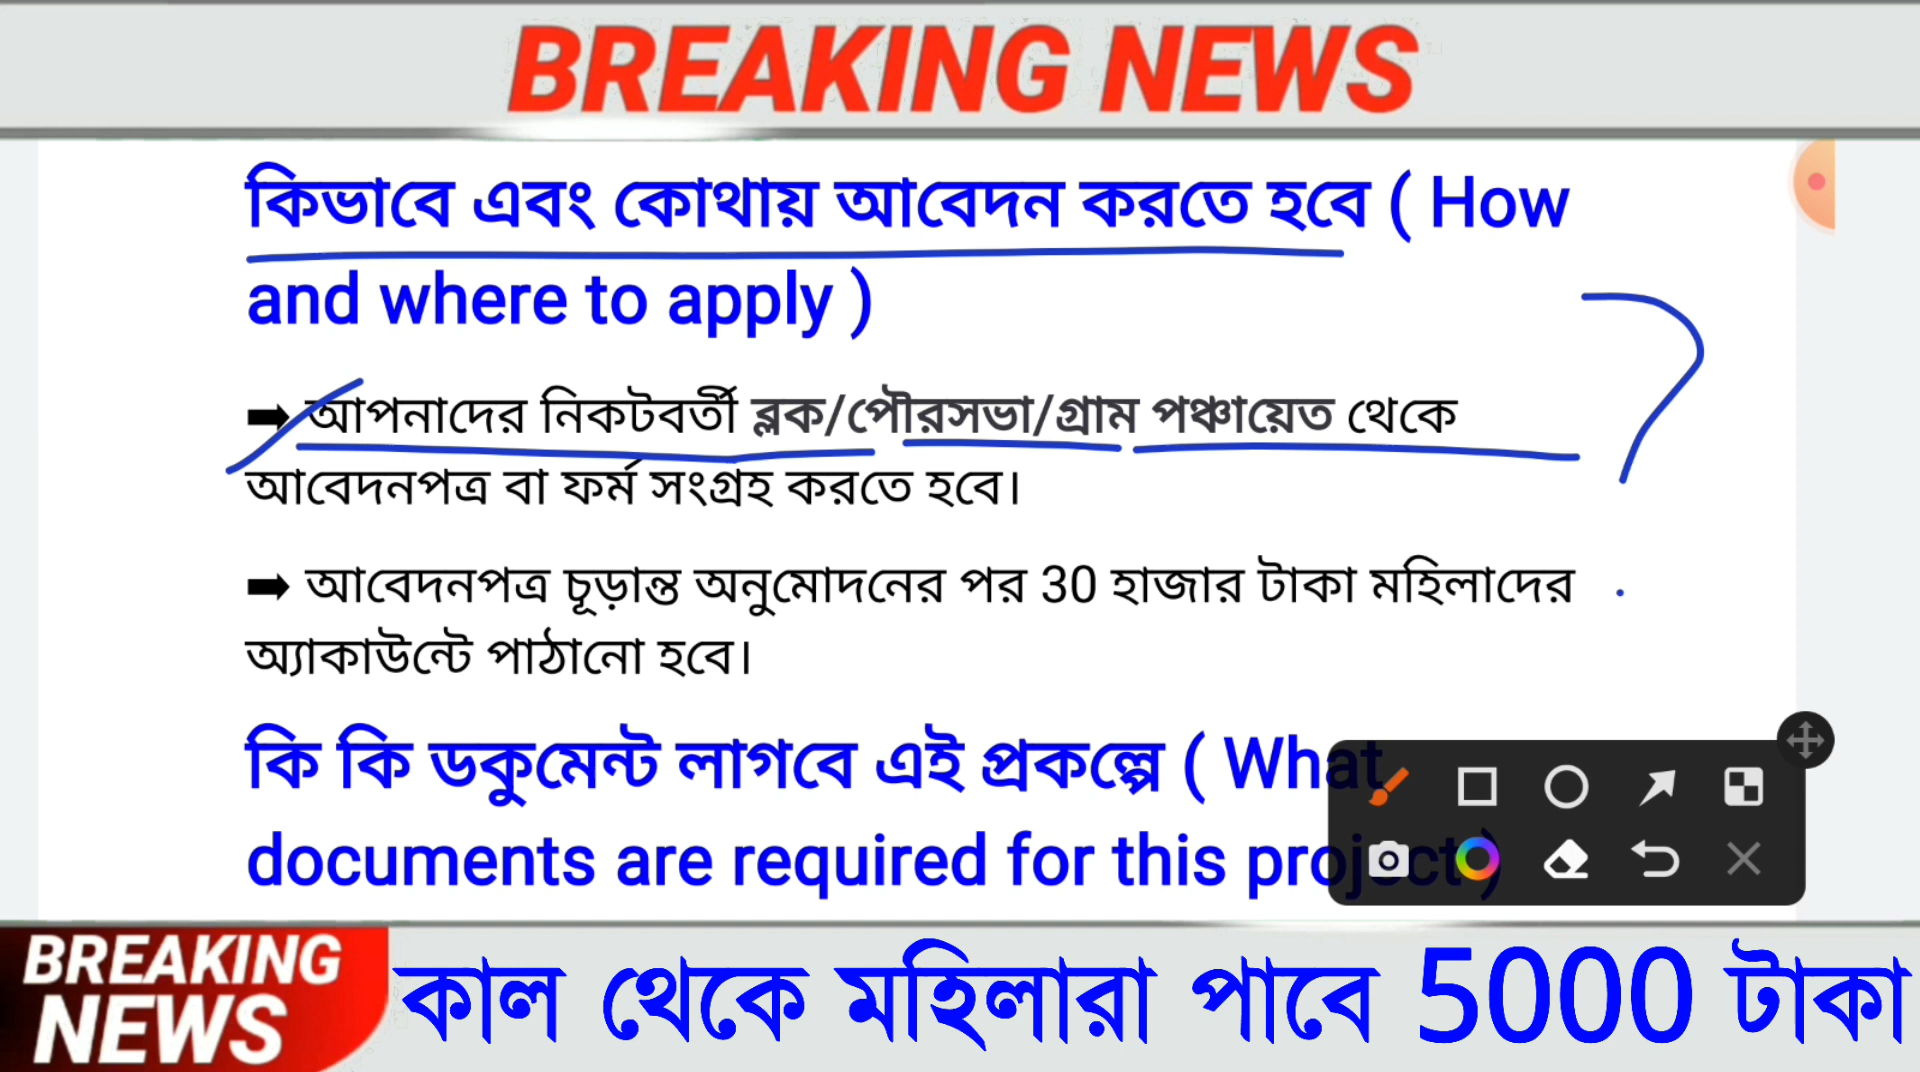 BREAKING NEWS
কিভাবে এবং কোথায় আবেদন করতে হবে ( How
and where to apply )
➡ আপনাদের নিকটবর্তী ব্লক/পৌরসভা/গ্রাম পঞ্চায়েত থেকে
আবেদনপত্র বা ফর্ম সংগ্রহ করতে হবে।
➡ আবেদনপত্র চূড়ান্ত অনুমোদনের পর 30 হাজার টাকা মহিলাদের
অ্যাকাউন্টে পাঠানো হবে।
কি কি ডকুমেন্ট লাগবে এই প্রকল্পে ( What
documents are required for this project )
BREAKING
NEWS
কাল থেকে মহিলারা পাবে 5000 টাকা